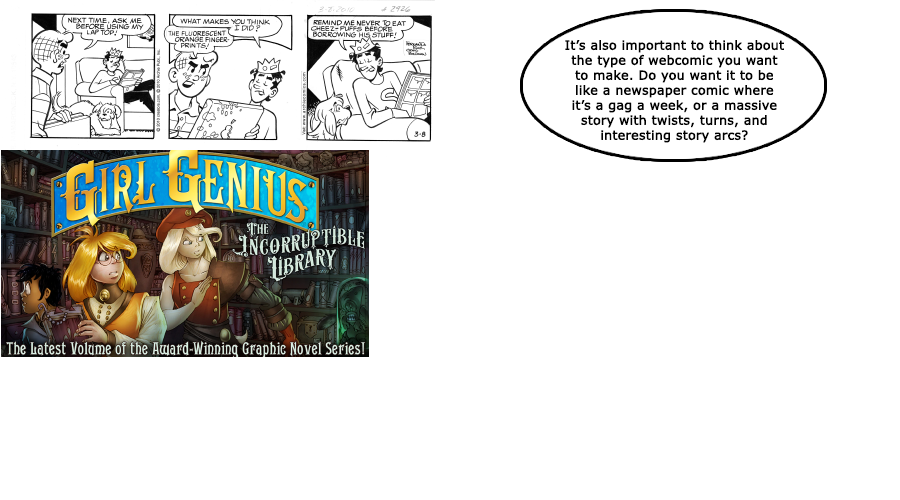 3-8-2010 # 2926
NEXT TIME, ASK ME
BEFORE USING MY
LAPTOP!
WHAT MAKES YOU THINK
I DID?
THE FLUORESCENT
ORANGE FINGER-
PRINTS!
REMIND ME NEVER TO EAT
CHEEZ-PUFFS BEFORE
BORROWING HIS STUFF!
3-8
It's also important to think about
the type of webcomic you want
to make. Do you want it to be
like a newspaper comic where
it's a gag a week, or a massive
story with twists, turns, and
interesting story arcs?
GIRL GENIUS
THE
INCORRUPTIBLE
LIBRARY
The Latest Volume of the Award-Winning Graphic Novel Series!